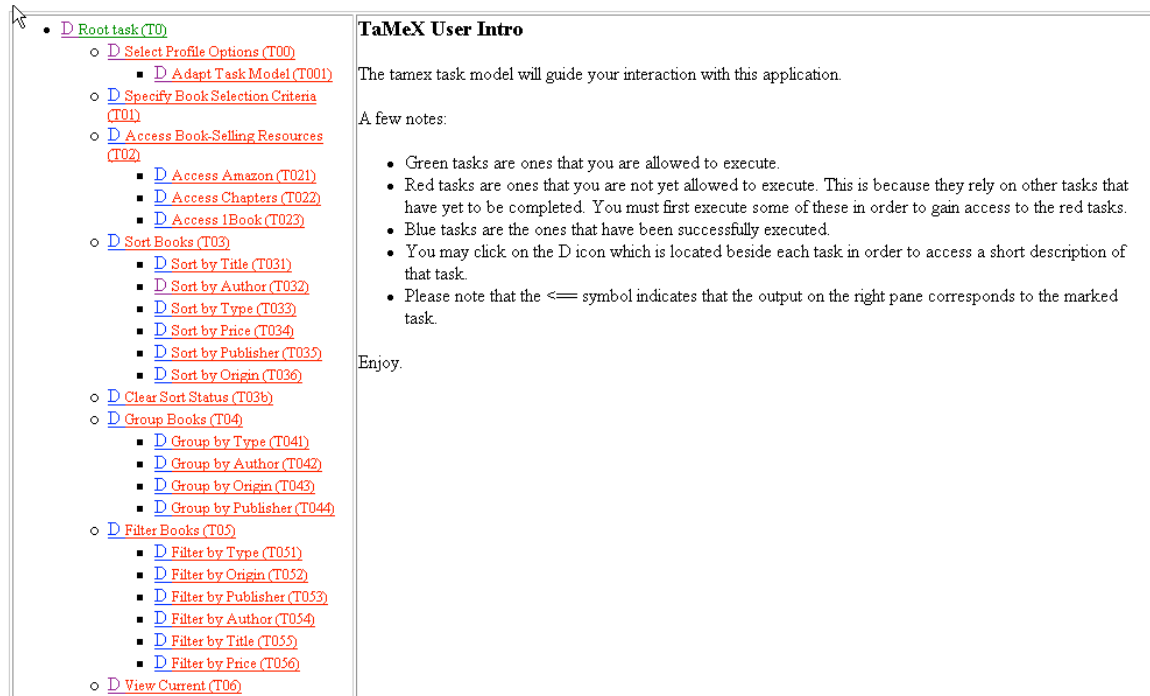 D Root task (T0)
D Select Profile Options (T00)
D Adapt Task Model (T001)
D Specify Book Selection Criteria
(T01)
D Access Book-Selling Resources
(T02)
D Access Amazon (T021)
D Access Chapters (T022)
D Access 1Book (T023)
D Sort Books (T03)
D Sort by Title (T031)
D Sort by Author (T032)
D Sort by Type (T033)
D Sort by Price (T034)
D Sort by Publisher (T035)
D Sort by Origin (T036)
D Clear Sort Status (T03b)
D Group Books (T04)
D Group by Type (T041)
D Group by Author (T042)
D Group by Origin (T043)
D Group by Publisher (T044)
D Filter Books (T05)
D Filter by Type (T051)
D Filter by Origin (T052)
D Filter by Publisher (T053)
D Filter by Author (T054)
D Filter by Title (T055)
D Filter by Price (T056)
D View Current (T06)
TaMeX User Intro
The tamex task model will guide your interaction with this application.
A few notes:
Green tasks are ones that you are allowed to execute.
Red tasks are ones that you are not yet allowed to execute. This is because they rely on other tasks that
have yet to be completed. You must first execute some of these in order to gain access to the red tasks.
Blue tasks are the ones that have been successfully executed.
You may click on the D icon which is located beside each task in order to access a short description of
that task.
Please note that the <== symbol indicates that the output on the right pane corresponds to the marked
task.
Enjoy.